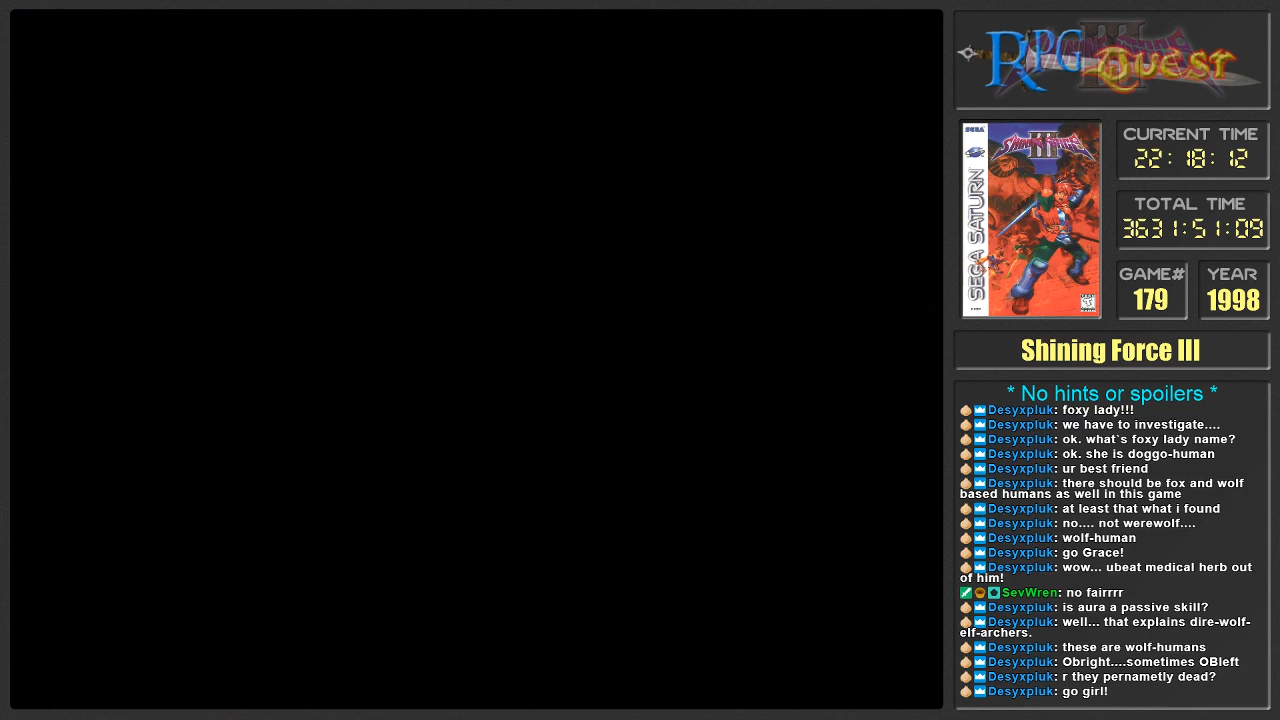 RPG QUEST
SEGA
SHINING FORCE III
SEGA SATURN
CURRENT TIME
22:18:12
TOTAL TIME
3631:51:09
GAME#
179
YEAR
1998
Shining Force III
* No hints or spoilers *
Desyxpluk: foxy lady!!!
Desyxpluk: we have to investigate....
Desyxpluk: ok. what`s foxy lady name?
Desyxpluk: ok. she is doggo-human
Desyxpluk: ur best friend
Desyxpluk: there should be fox and wolf
based humans as well in this game
Desyxpluk: at least that what i found
Desyxpluk: no.... not werewolf....
Desyxpluk: wolf-human
Desyxpluk: go Grace!
Desyxpluk: wow... ubeat medical herb out
of him!
SevWren: no fairrrr
Desyxpluk: is aura a passive skill?
Desyxpluk: well... that explains dire-wolf-
elf-archers.
Desyxpluk: these are wolf-humans
Desyxpluk: Obright....sometimes OBleft
Desyxpluk: r they pernametly dead?
Desyxpluk: go girl!